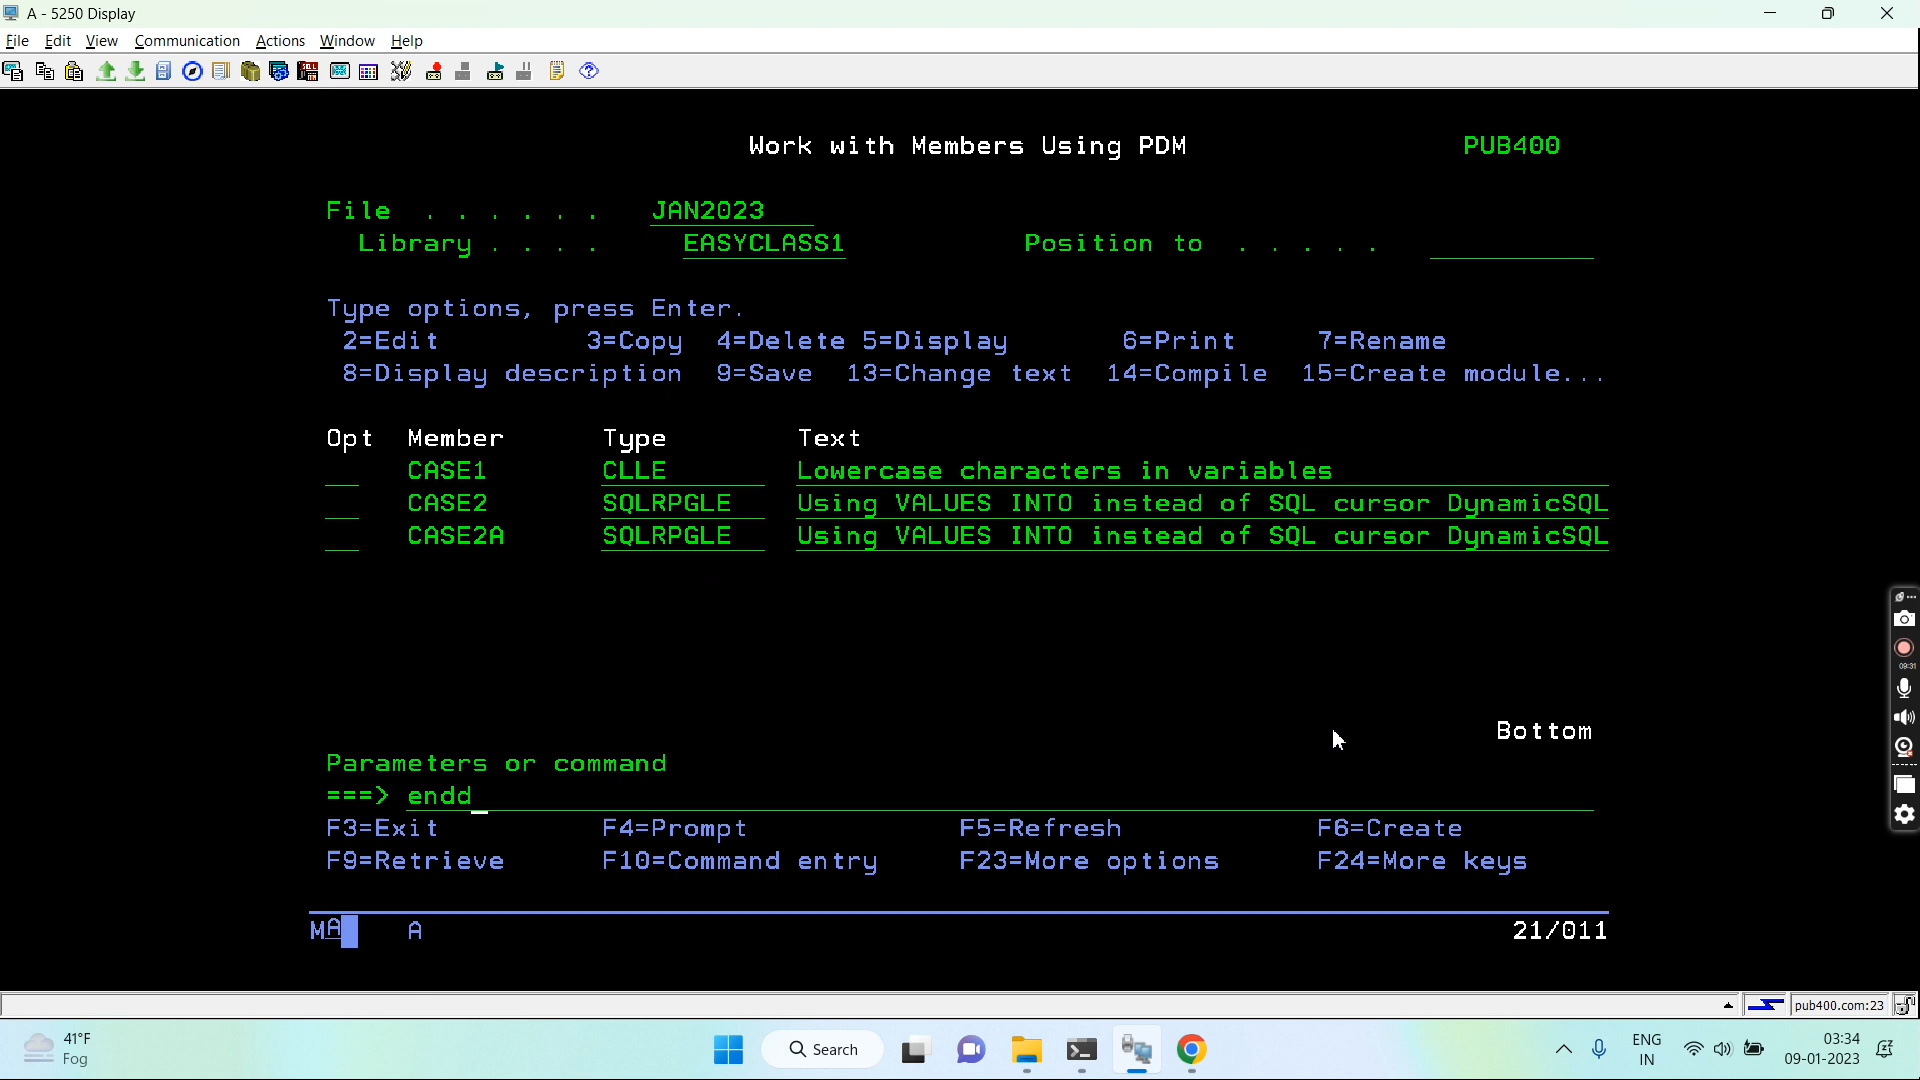 A - 5250 Display
File Edit View Communication Actions Window Help
Work with Members Using PDM PUB400
File . . . . . . JAN2023
Library . . . . EASYCLASS1 Position to . . . . .
Type options, press Enter.
2=Edit 3=Copy 4=Delete 5=Display 6=Print 7=Rename
8=Display description 9=Save 13=Change text 14=Compile 15=Create module...
Opt Member Type Text
CASE1 CLLE Lowercase characters in variables
CASE2 SQLRPGLE Using VALUES INTO instead of SQL cursor DynamicSQL
CASE2A SQLRPGLE Using VALUES INTO instead of SQL cursor DynamicSQL
09:31
Bottom
Parameters or command
===> endd
F3=Exit F4=Prompt F5=Refresh F6=Create
F9=Retrieve F10=Command entry F23=More options F24=More keys
MA A 21/011
pub400.com:23
41°F
Fog
Search
ENG
IN
03:34
09-01-2023